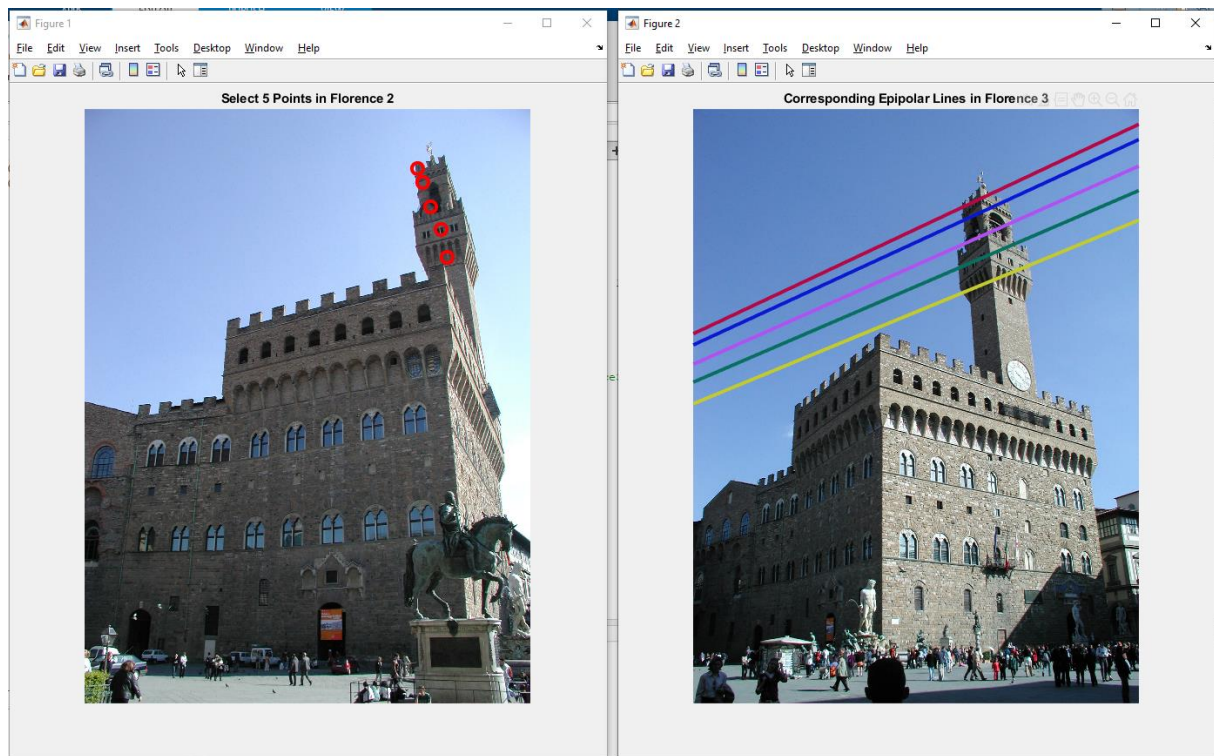 Figure 1
File Edit View Insert Tools Desktop Window Help
Select 5 Points in Florence 2
Figure 2
File Edit View Insert Tools Desktop Window Help
Corresponding Epipolar Lines in Florence 3